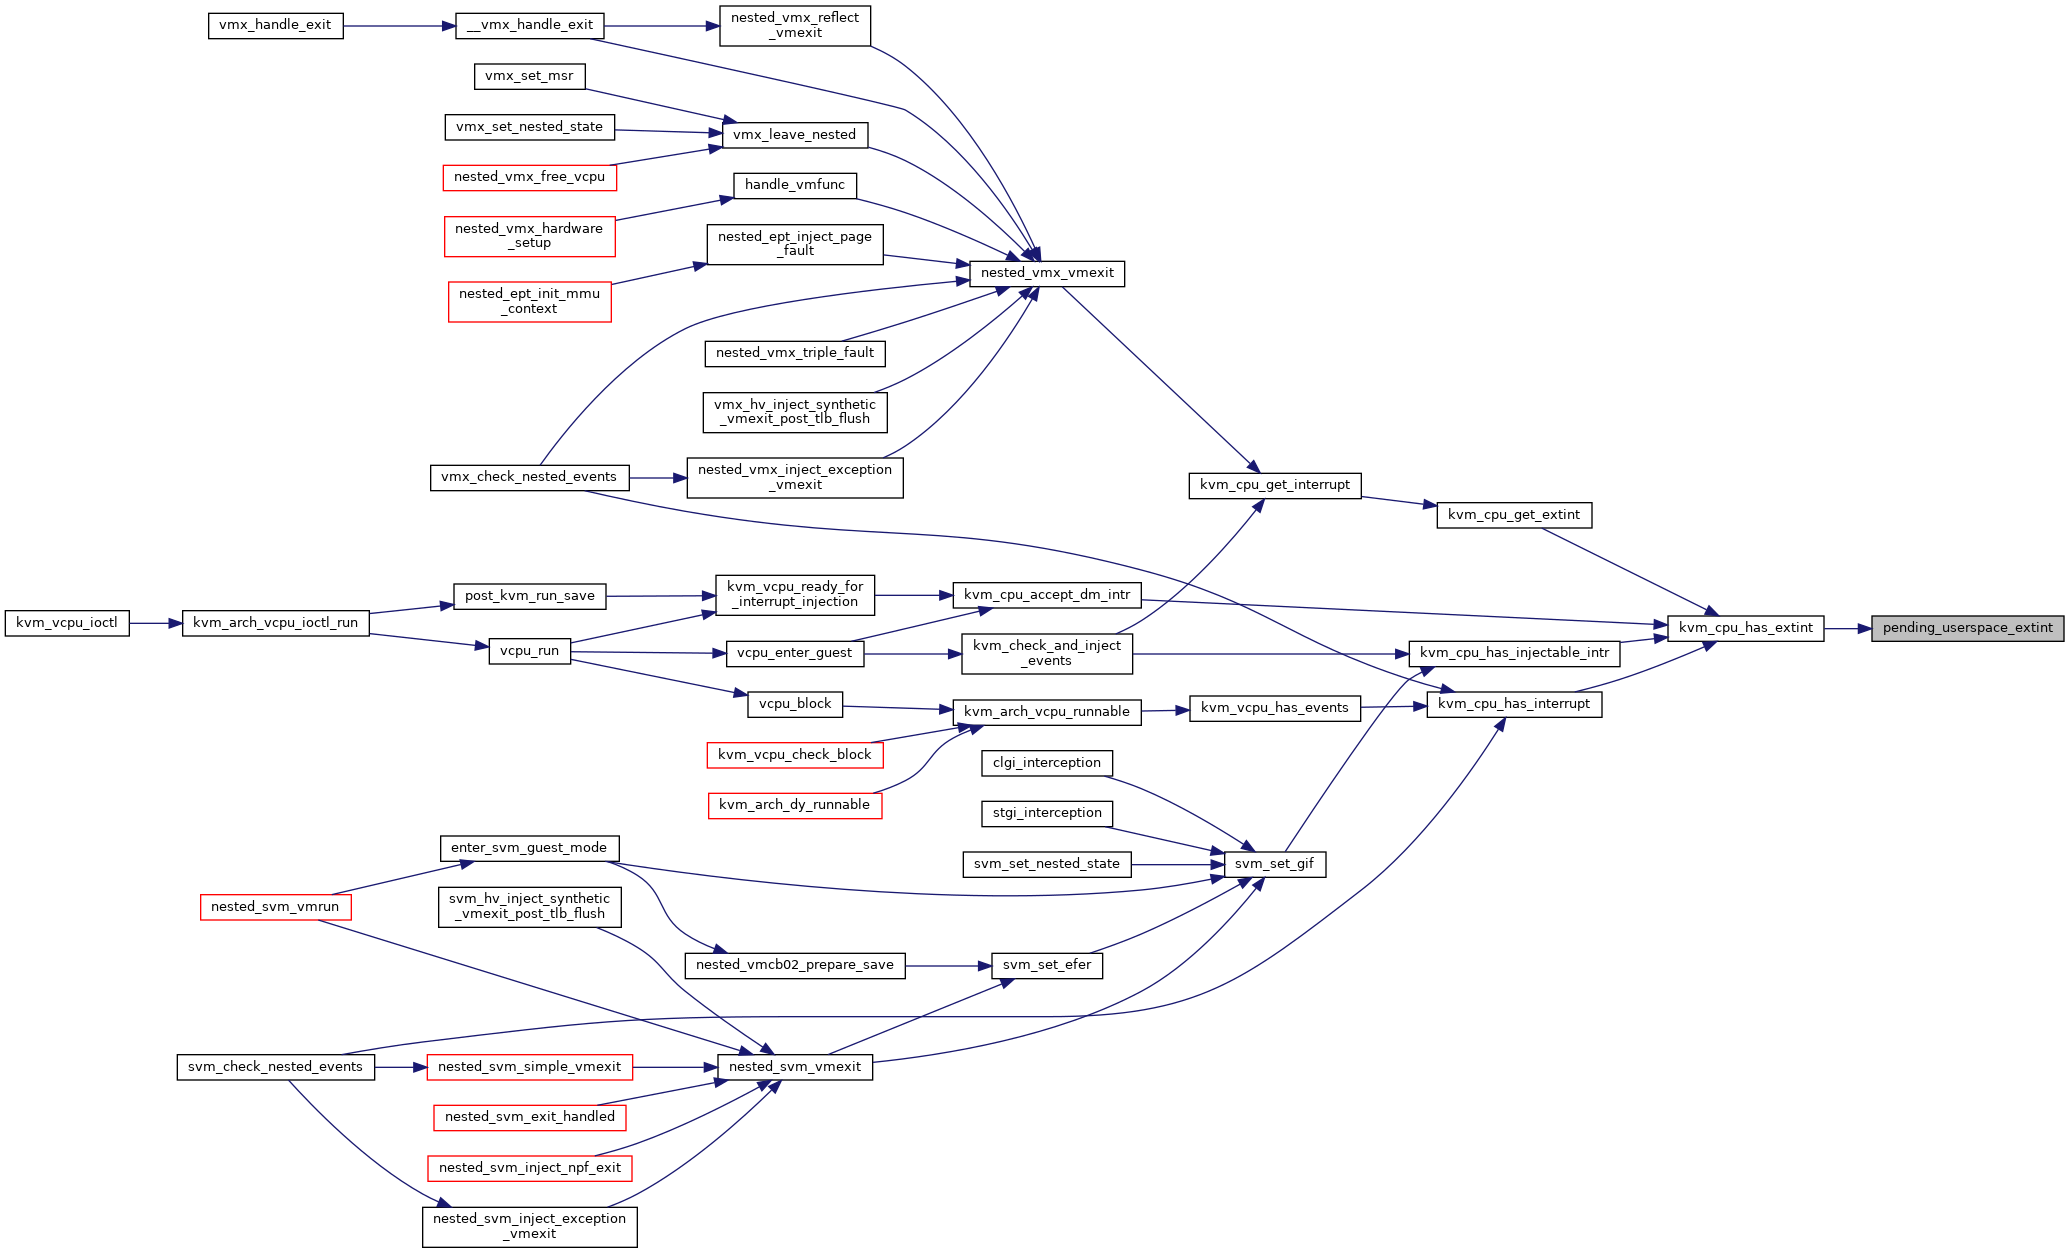 vmx_handle_exit
__vmx_handle_exit
nested_vmx_reflect
_vmexit
vmx_set_msr
vmx_set_nested_state
vmx_leave_nested
nested_vmx_free_vcpu
handle_vmfunc
nested_vmx_hardware
_setup
nested_ept_inject_page
_fault
nested_vmx_vmexit
nested_ept_init_mmu
_context
nested_vmx_triple_fault
vmx_hv_inject_synthetic
_vmexit_post_tlb_flush
vmx_check_nested_events
nested_vmx_inject_exception
_vmexit
kvm_cpu_get_interrupt
kvm_cpu_get_extint
kvm_vcpu_ioctl
kvm_arch_vcpu_ioctl_run
post_kvm_run_save
kvm_vcpu_ready_for
_interrupt_injection
kvm_cpu_accept_dm_intr
kvm_cpu_has_extint
pending_userspace_extint
vcpu_run
vcpu_enter_guest
kvm_check_and_inject
_events
kvm_cpu_has_injectable_intr
vcpu_block
kvm_arch_vcpu_runnable
kvm_vcpu_has_events
kvm_cpu_has_interrupt
kvm_vcpu_check_block
clgi_interception
kvm_arch_dy_runnable
stgi_interception
enter_svm_guest_mode
svm_set_nested_state
svm_set_gif
nested_svm_vmrun
svm_hv_inject_synthetic
_vmexit_post_tlb_flush
nested_vmcb02_prepare_save
svm_set_efer
svm_check_nested_events
nested_svm_simple_vmexit
nested_svm_vmexit
nested_svm_exit_handled
nested_svm_inject_npf_exit
nested_svm_inject_exception
_vmexit